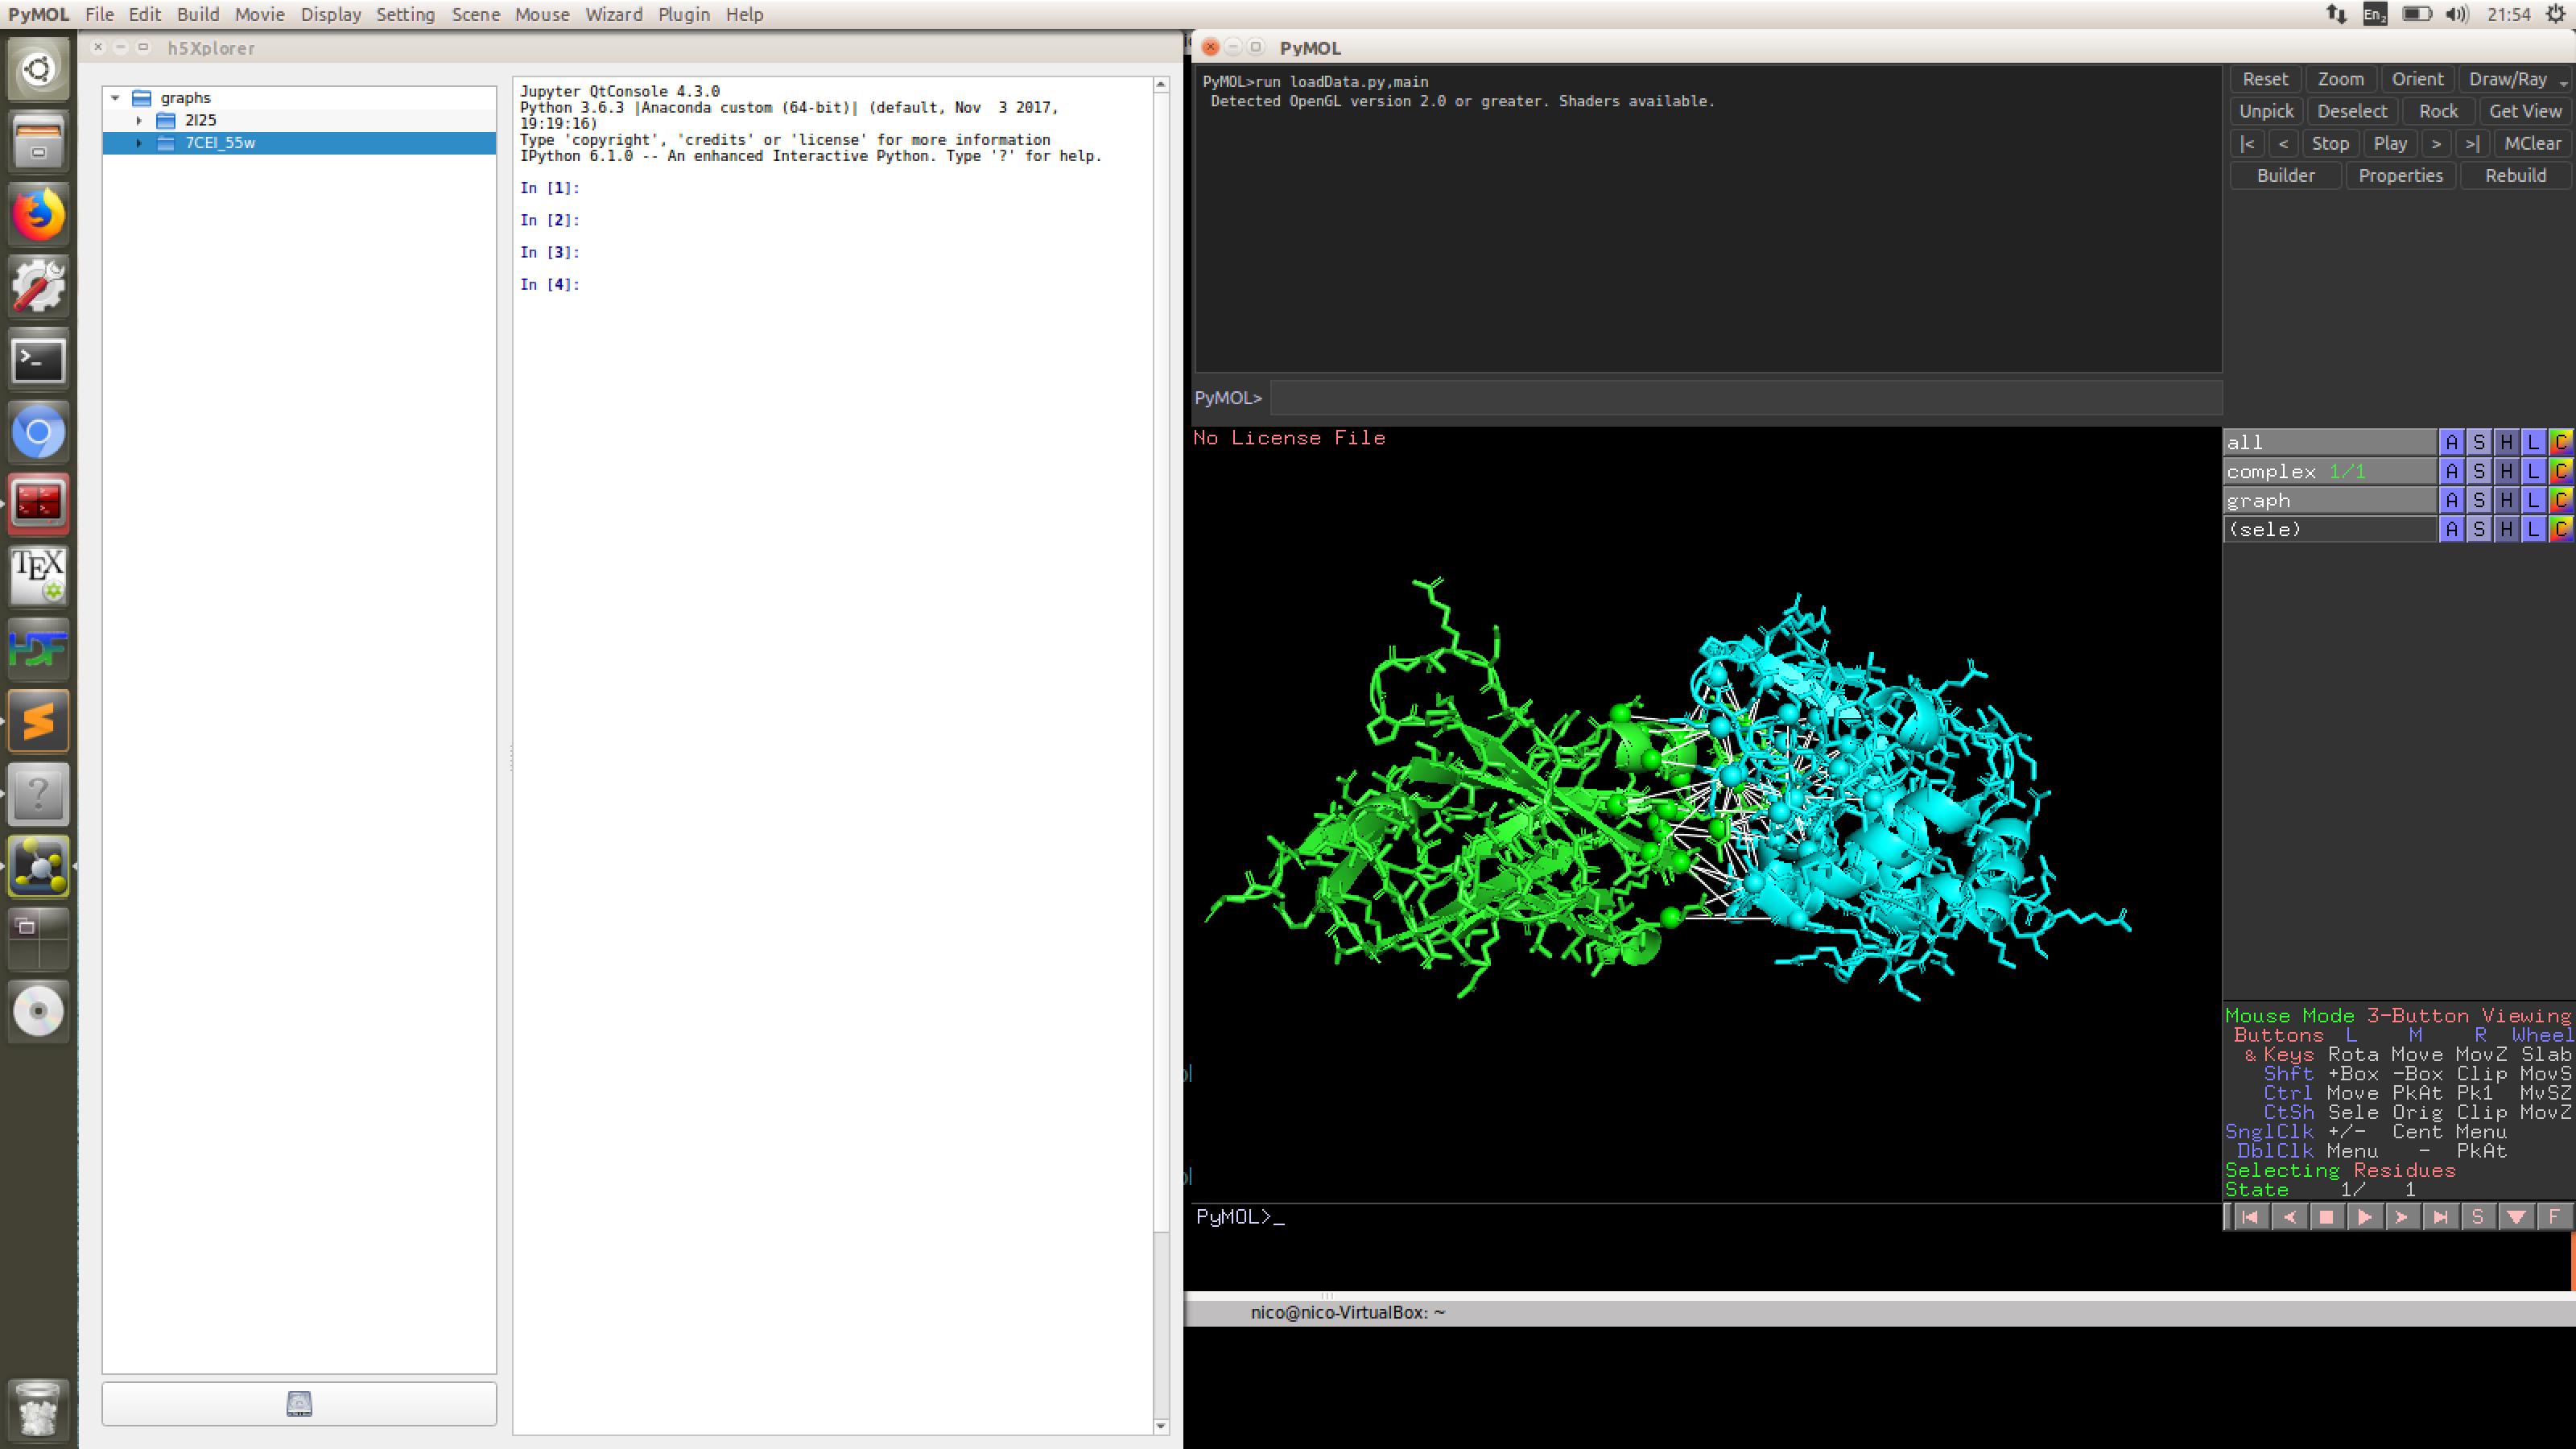 PyMOL File Edit Build Movie Display Setting Scene Mouse Wizard Plugin Help
En2 21:54
h5Xplorer
graphs
2I25
7CEI_55w
Jupyter QtConsole 4.3.0
Python 3.6.3 |Anaconda custom (64-bit)| (default, Nov  3 2017,
19:19:16)
Type 'copyright', 'credits' or 'license' for more information
IPython 6.1.0 -- An enhanced Interactive Python. Type '?' for help.
In [1]:
In [2]:
In [3]:
In [4]:
PyMOL
PyMOL>run loadData.py,main
Detected OpenGL version 2.0 or greater. Shaders available.
PyMOL>
Reset Zoom Orient Draw/Ray
Unpick Deselect Rock Get View
|< < Stop Play > >| MClear
Builder Properties Rebuild
No License File
all A S H L C
complex 1/1 A S H L C
graph A S H L C
(sele) A S H L C
Mouse Mode 3-Button Viewing
Buttons L M R Wheel
& Keys Rota Move MovZ Slab
Shft +Box -Box Clip MovS
Ctrl Move PkAt Pk1 MvSZ
CtSh Sele Orig Clip MovZ
SnglClk +/- Cent Menu
DblClk Menu - PkAt
Selecting Residues
State 1/ 1
S F
PyMOL>_
nico@nico-VirtualBox: ~
TEX
HDF